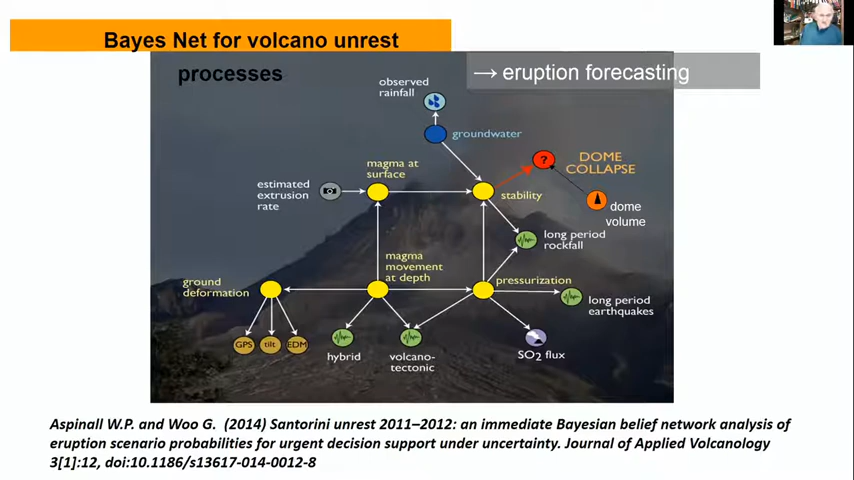 Bayes Net for volcano unrest
processes
→ eruption forecasting
observed
rainfall
groundwater
magma at
surface
? DOME
COLLAPSE
estimated
extrusion
rate
stability
dome
volume
long period
rockfall
magma
movement
at depth
ground
deformation
pressurization
long period
earthquakes
GPS tilt EDM
hybrid
volcano-
tectonic
SO2 flux
Aspinall W.P. and Woo G. (2014) Santorini unrest 2011–2012: an immediate Bayesian belief network analysis of
eruption scenario probabilities for urgent decision support under uncertainty. Journal of Applied Volcanology
3[1]:12, doi:10.1186/s13617-014-0012-8